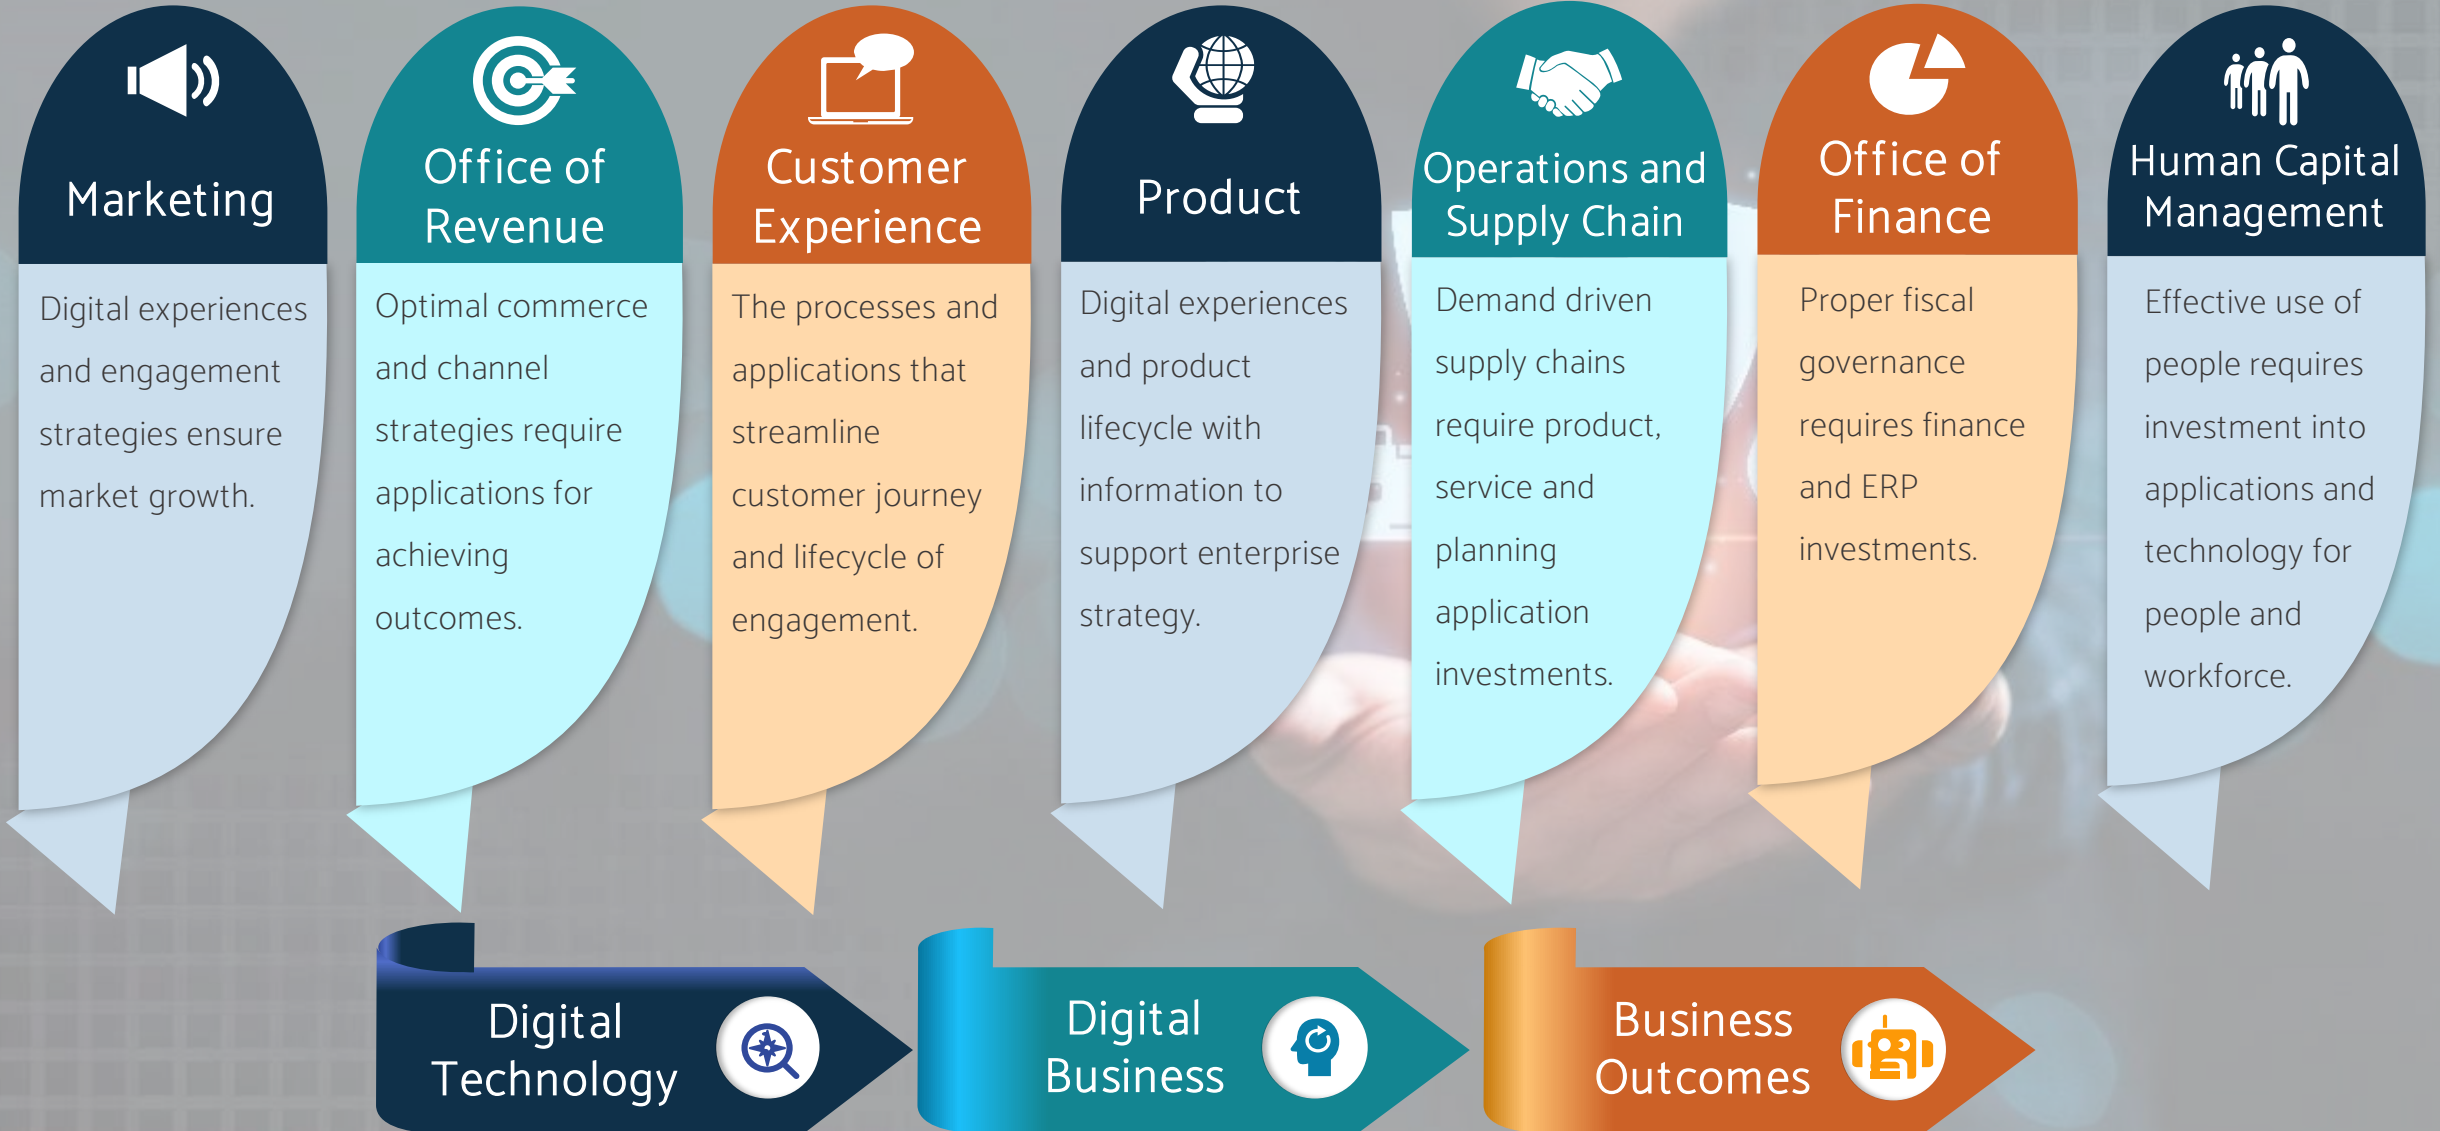 Marketing
Digital experiences
and engagement
strategies ensure
market growth.
Office of
Revenue
Optimal commerce
and channel
strategies require
applications for
achieving
outcomes.
Customer
Experience
The processes and
applications that
streamline
customer journey
and lifecycle of
engagement.
Product
Digital experiences
and product
lifecycle with
information to
support enterprise
strategy.
Operations and
Supply Chain
Demand driven
supply chains
require product,
service and
planning
application
investments.
Office of
Finance
Proper fiscal
governance
requires finance
and ERP
investments.
Human Capital
Management
Effective use of
people requires
investment into
applications and
technology for
people and
workforce.
Digital
Technology
Digital
Business
Business
Outcomes